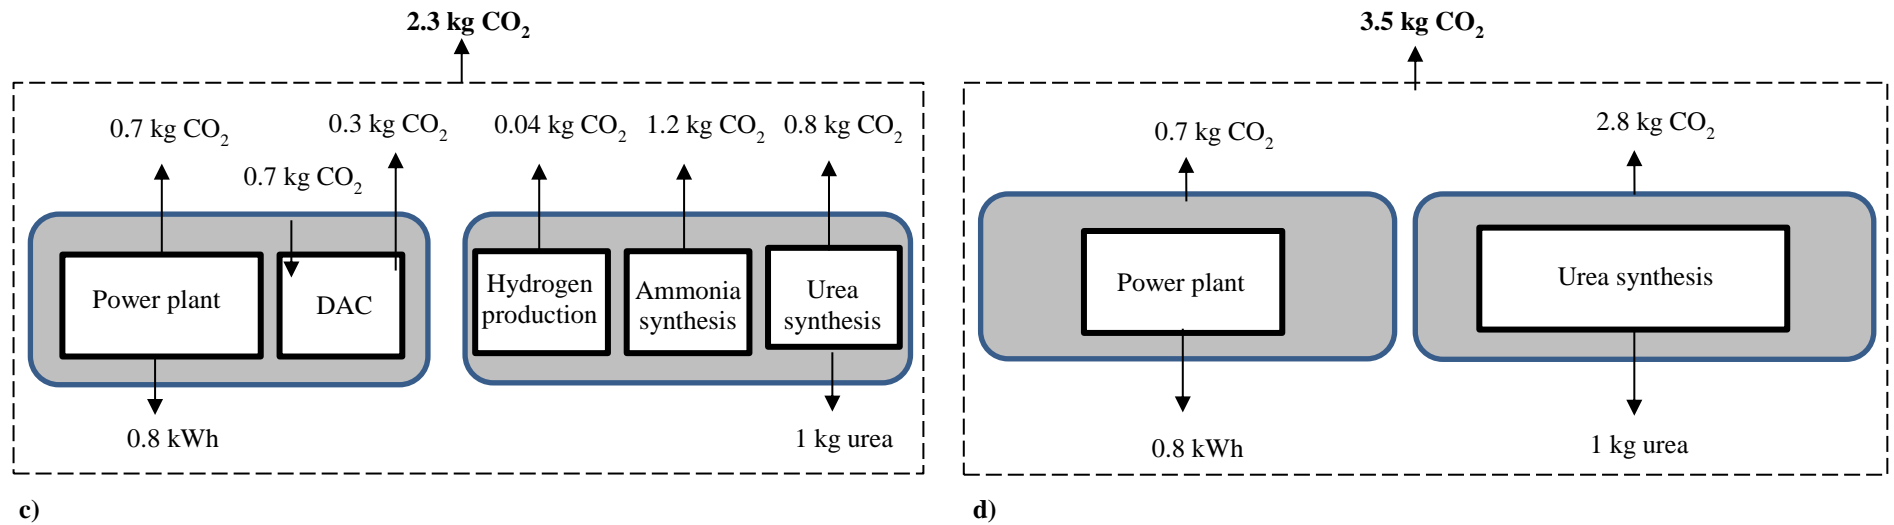 2.3 kg CO₂
0.7 kg CO₂
0.7 kg CO₂
0.3 kg CO₂
0.04 kg CO₂
1.2 kg CO₂
0.8 kg CO₂
Power plant
DAC
Hydrogen
production
Ammonia
synthesis
Urea
synthesis
0.8 kWh
1 kg urea
c)
3.5 kg CO₂
0.7 kg CO₂
2.8 kg CO₂
Power plant
Urea synthesis
0.8 kWh
1 kg urea
d)